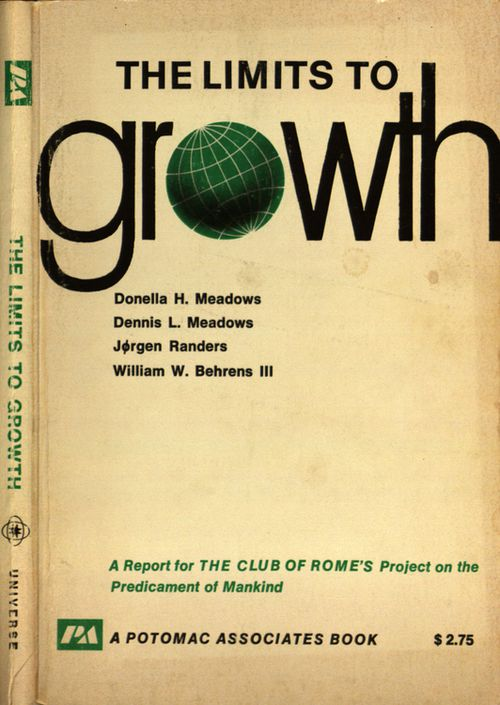 THE LIMITS TO
growth
Donella H. Meadows
Dennis L. Meadows
Jørgen Randers
William W. Behrens III
A Report for THE CLUB OF ROME'S Project on the
Predicament of Mankind
PA A POTOMAC ASSOCIATES BOOK $2.75
PA
THE LIMITS TO GROWTH
UNIVERSE